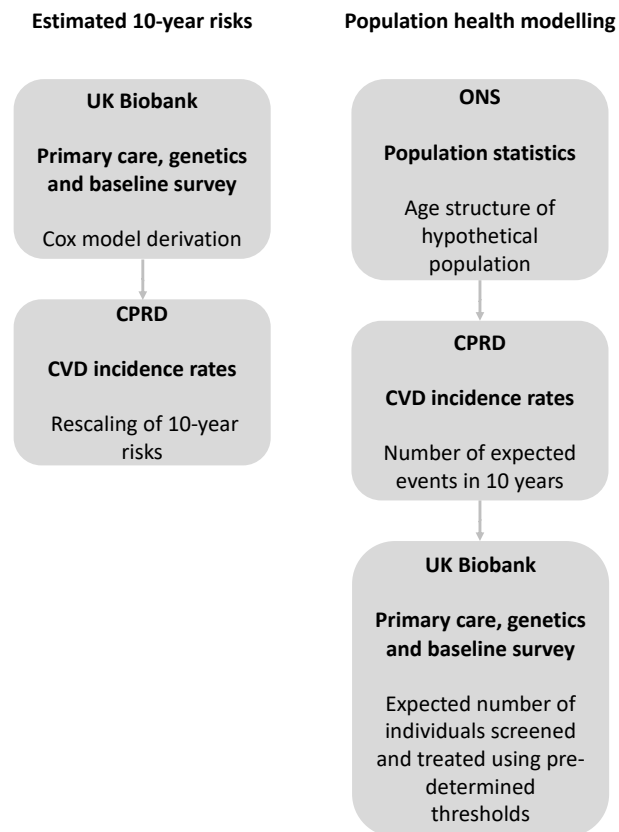 Estimated 10-year risks
UK Biobank
Primary care, genetics
and baseline survey
Cox model derivation
CPRD
CVD incidence rates
Rescaling of 10-year
risks
Population health modelling
ONS
Population statistics
Age structure of
hypothetical
population
CPRD
CVD incidence rates
Number of expected
events in 10 years
UK Biobank
Primary care, genetics
and baseline survey
Expected number of
individuals screened
and treated using pre-
determined
thresholds